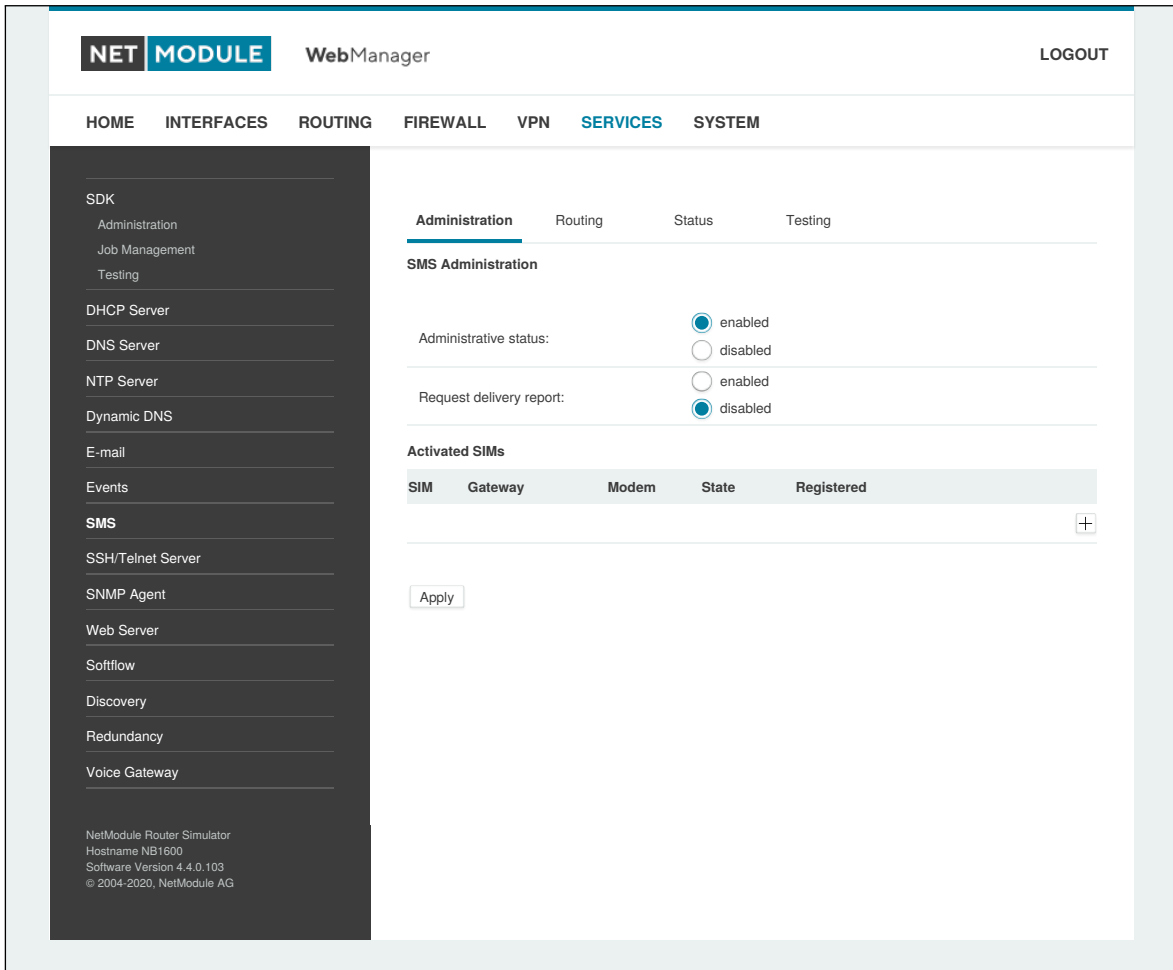 NET MODULE WebManager LOGOUT
HOME INTERFACES ROUTING FIREWALL VPN SERVICES SYSTEM
SDK
Administration
Job Management
Testing
DHCP Server
DNS Server
NTP Server
Dynamic DNS
E-mail
Events
SMS
SSH/Telnet Server
SNMP Agent
Web Server
Softflow
Discovery
Redundancy
Voice Gateway
NetModule Router Simulator
Hostname NB1600
Software Version 4.4.0.103
© 2004-2020, NetModule AG
Administration Routing Status Testing
SMS Administration
Administrative status:
enabled
disabled
Request delivery report:
enabled
disabled
Activated SIMs
SIM Gateway Modem State Registered
Apply